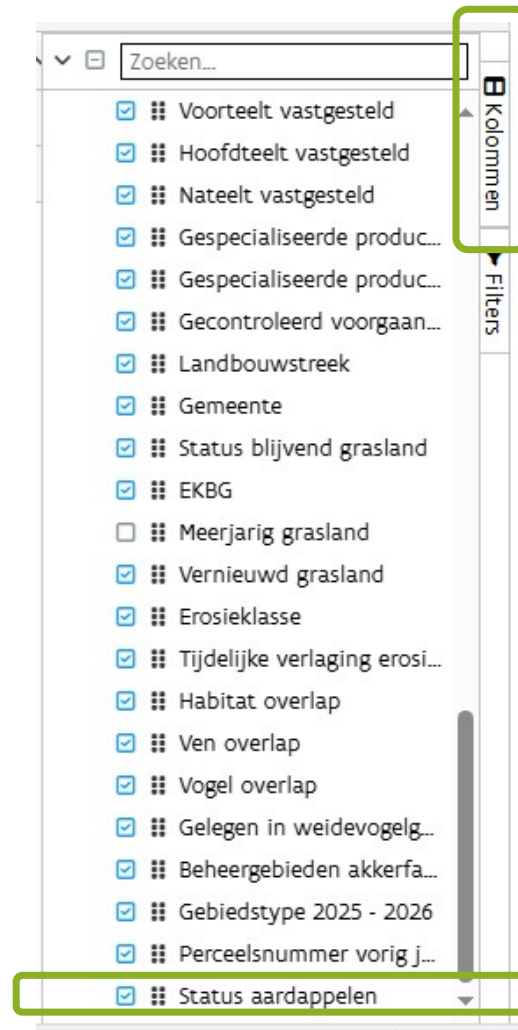 Zoeken...
Voorteelt vastgesteld
Hoofdteelt vastgesteld
Nateelt vastgesteld
Gespecialiseerde produc...
Gespecialiseerde produc...
Gecontroleerd voorgaan...
Landbouwstreek
Gemeente
Status blijvend grasland
EKBG
Meerjarig grasland
Vernieuwd grasland
Erosieklasse
Tijdelijke verlaging erosi...
Habitat overlap
Ven overlap
Vogel overlap
Gelegen in weidevogelg...
Beheergebieden akkerfa...
Gebiedstype 2025 - 2026
Perceelsnummer vorig j...
Status aardappelen
Kolommen
Filters